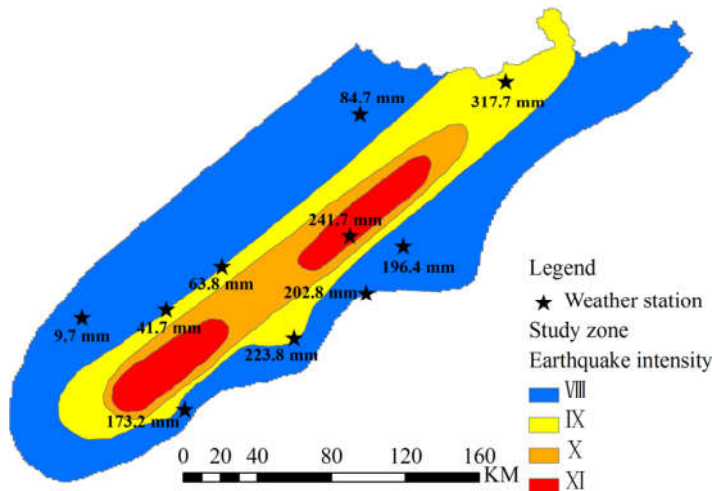 84.7 mm
317.7 mm
241.7 mm
196.4 mm
63.8 mm
202.8 mm
9.7 mm
41.7 mm
223.8 mm
173.2 mm
Legend
Weather station
Study zone
Earthquake intensity
Ⅷ
Ⅸ
Ⅹ
Ⅺ
0 20 40 80 120 160
KM